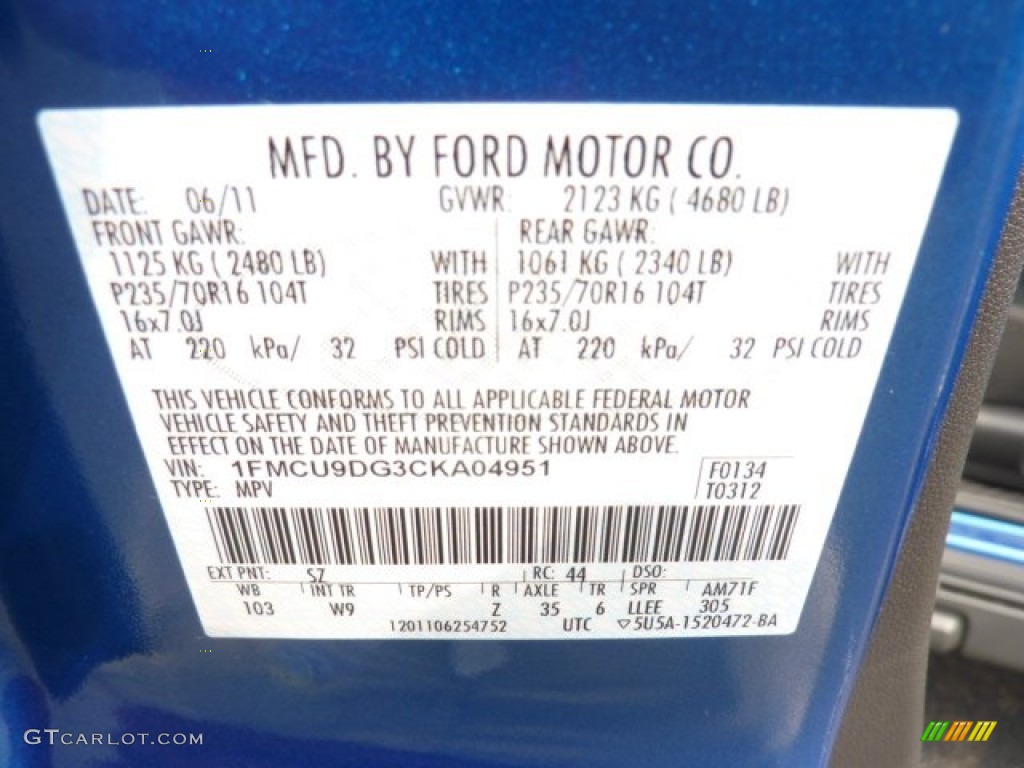 MFD. BY FORD MOTOR CO.
DATE: 06/11 GVWR: 2123 KG ( 4680 LB)
FRONT GAWR: REAR GAWR:
1125 KG ( 2480 LB) WITH 1061 KG ( 2340 LB) WITH
P235/70R16 104T TIRES P235/70R16 104T TIRES
16x7.0J RIMS 16x7.0J RIMS
AT 220 kPa/ 32 PSI COLD AT 220 kPa/ 32 PSI COLD
THIS VEHICLE CONFORMS TO ALL APPLICABLE FEDERAL MOTOR
VEHICLE SAFETY AND THEFT PREVENTION STANDARDS IN
EFFECT ON THE DATE OF MANUFACTURE SHOWN ABOVE.
VIN: 1FMCU9DG3CKA04951 F0134
TYPE: MPV T0312
EXT PNT: SZ RC: 44 DSO:
WB INT TR TP/PS R AXLE TR SPR AM71F
103 W9 Z 35 6 LLEE 305
1201106254752 UTC ▽5U5A-1520472-BA
GTCARLOT.COM